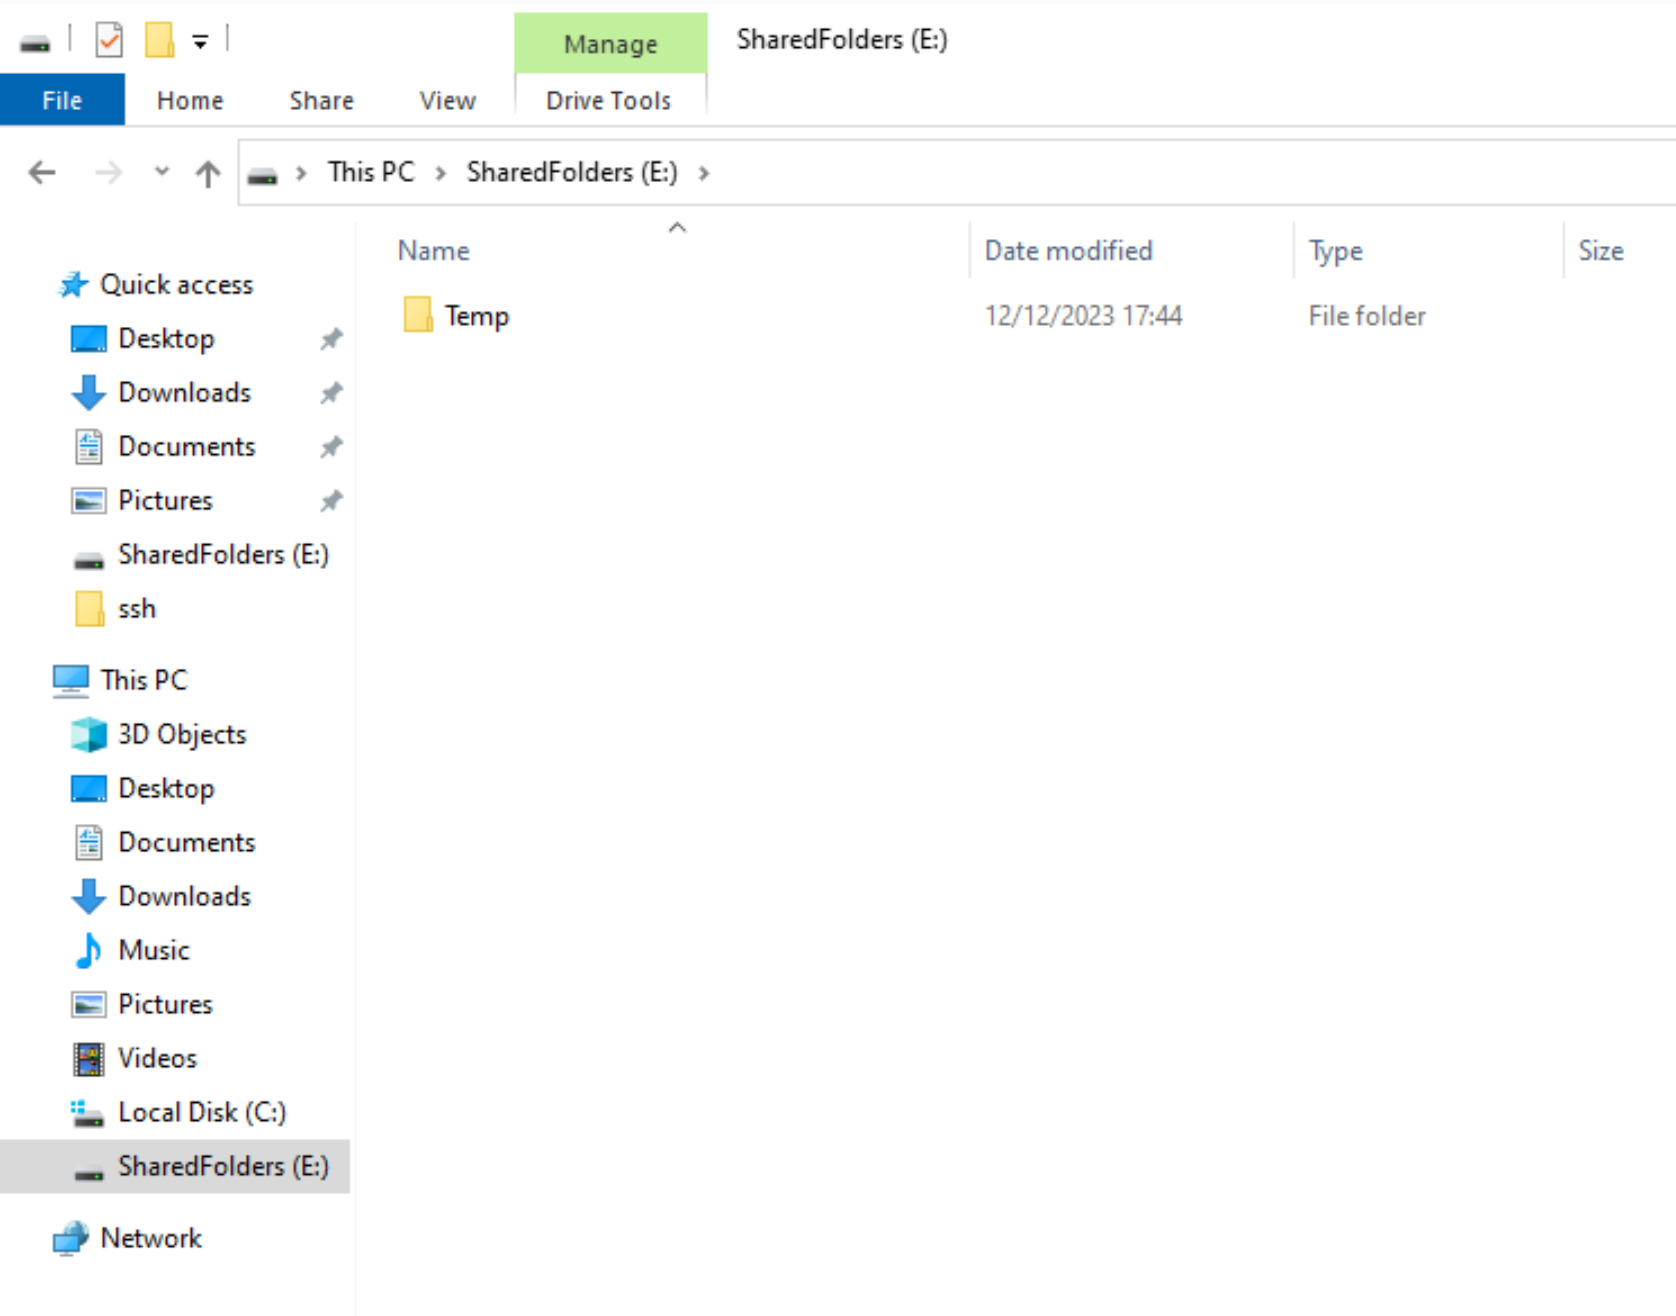 Manage
SharedFolders (E:)
File
Home
Share
View
Drive Tools
This PC
SharedFolders (E:)
Name
Date modified
Type
Size
Temp
12/12/2023 17:44
File folder
Quick access
Desktop
Downloads
Documents
Pictures
SharedFolders (E:)
ssh
This PC
3D Objects
Desktop
Documents
Downloads
Music
Pictures
Videos
Local Disk (C:)
SharedFolders (E:)
Network